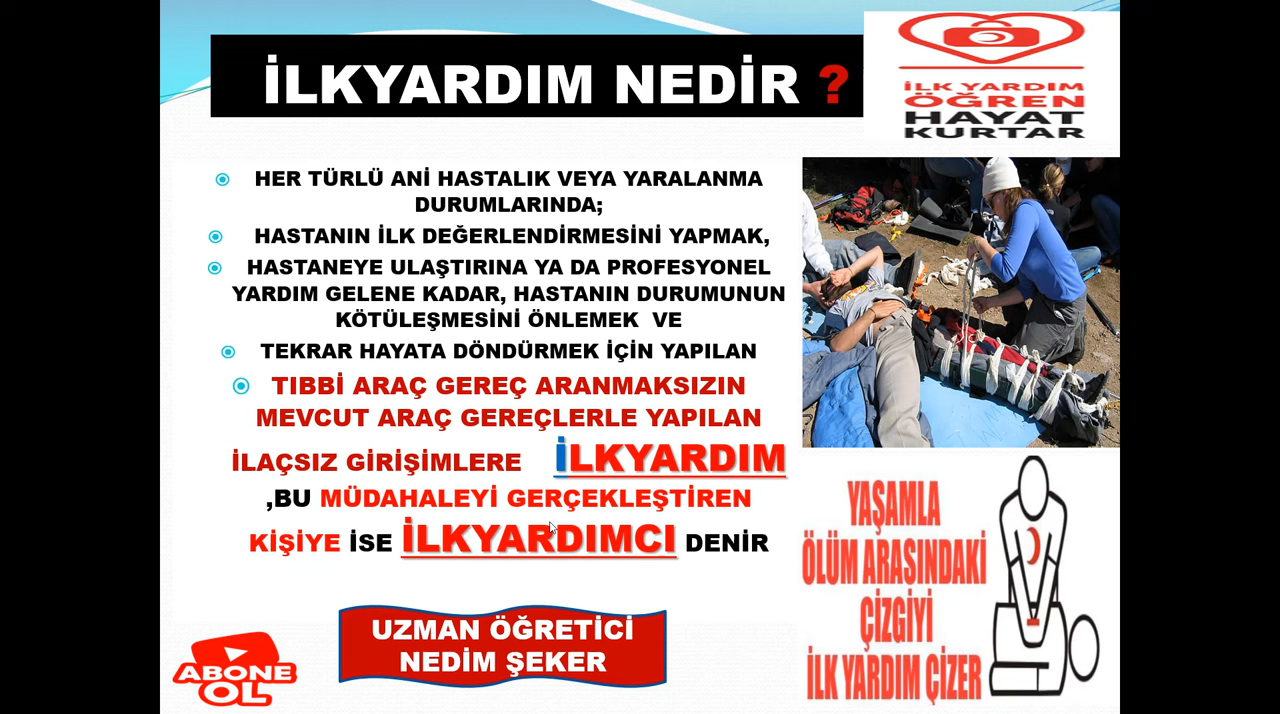 İLKYARDIM NEDİR ?
İLK YARDIM
ÖĞREN
HAYAT
KURTAR
HER TÜRLÜ ANİ HASTALIK VEYA YARALANMA
DURUMLARINDA;
HASTANIN İLK DEĞERLENDİRMESİNİ YAPMAK,
HASTANEYE ULAŞTIRINA YA DA PROFESYONEL
YARDIM GELENE KADAR, HASTANIN DURUMUNUN
KÖTÜLEŞMESİNİ ÖNLEMEK VE
TEKRAR HAYATA DÖNDÜRMEK İÇİN YAPILAN
TIBBİ ARAÇ GEREÇ ARANMAKSIZIN
MEVCUT ARAÇ GEREÇLERLE YAPILAN
İLAÇSIZ GİRİŞİMLERE İLKYARDIM
,BU MÜDAHALEYİ GERÇEKLEŞTİREN
KİŞİYE İSE İLKYARDIMCI DENİR
YAŞAMLA
ÖLÜM ARASINDAKİ
ÇİZGİYİ
İLK YARDIM ÇİZER
UZMAN ÖĞRETİCİ
NEDİM ŞEKER
ABONE
OL